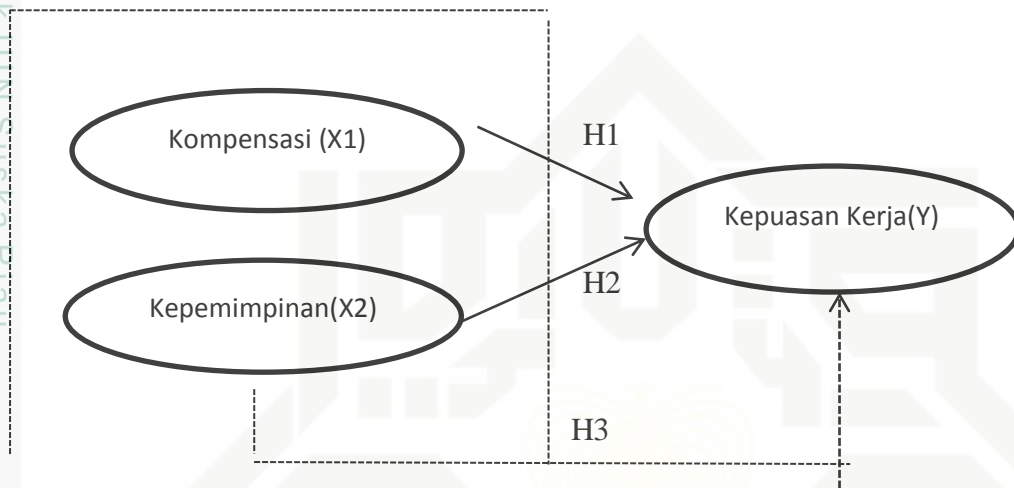 Kompensasi (X1)
H1
Kepuasan Kerja(Y)
Kepemimpinan(X2)
H2
H3